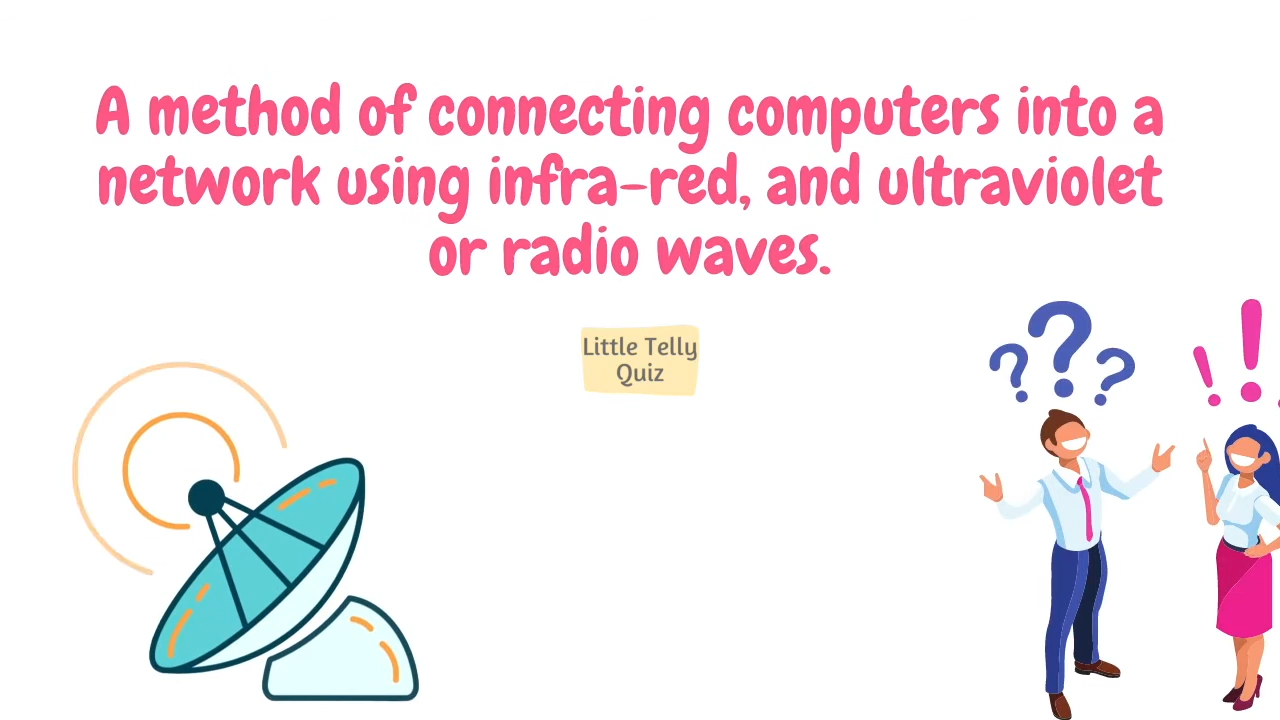 A method of connecting computers into a
network using infra-red, and ultraviolet
or radio waves.
Little Telly
Quiz